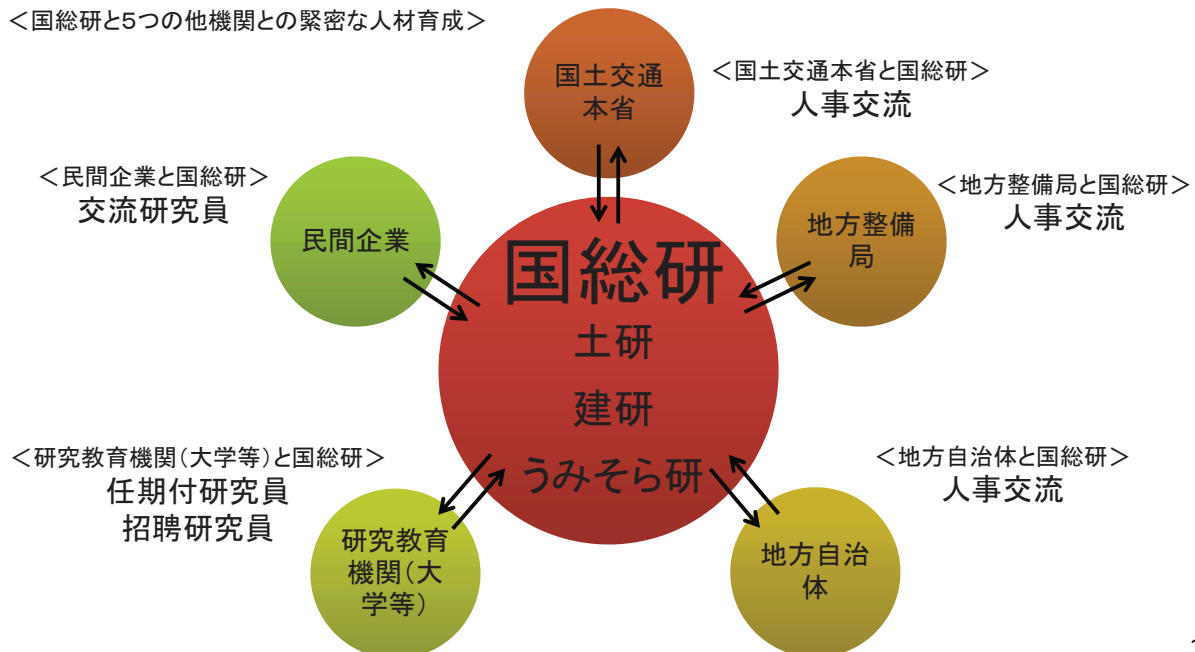 ＜国総研と5つの他機関との緊密な人材育成＞
国土交通
本省
＜国土交通本省と国総研＞
人事交流
＜民間企業と国総研＞
交流研究員
民間企業
＜地方整備局と国総研＞
人事交流
地方整備
局
国総研
土研
建研
うみそら研
＜研究教育機関（大学等）と国総研＞
任期付研究員
招聘研究員
研究教育
機関（大
学等）
＜地方自治体と国総研＞
人事交流
地方自治
体